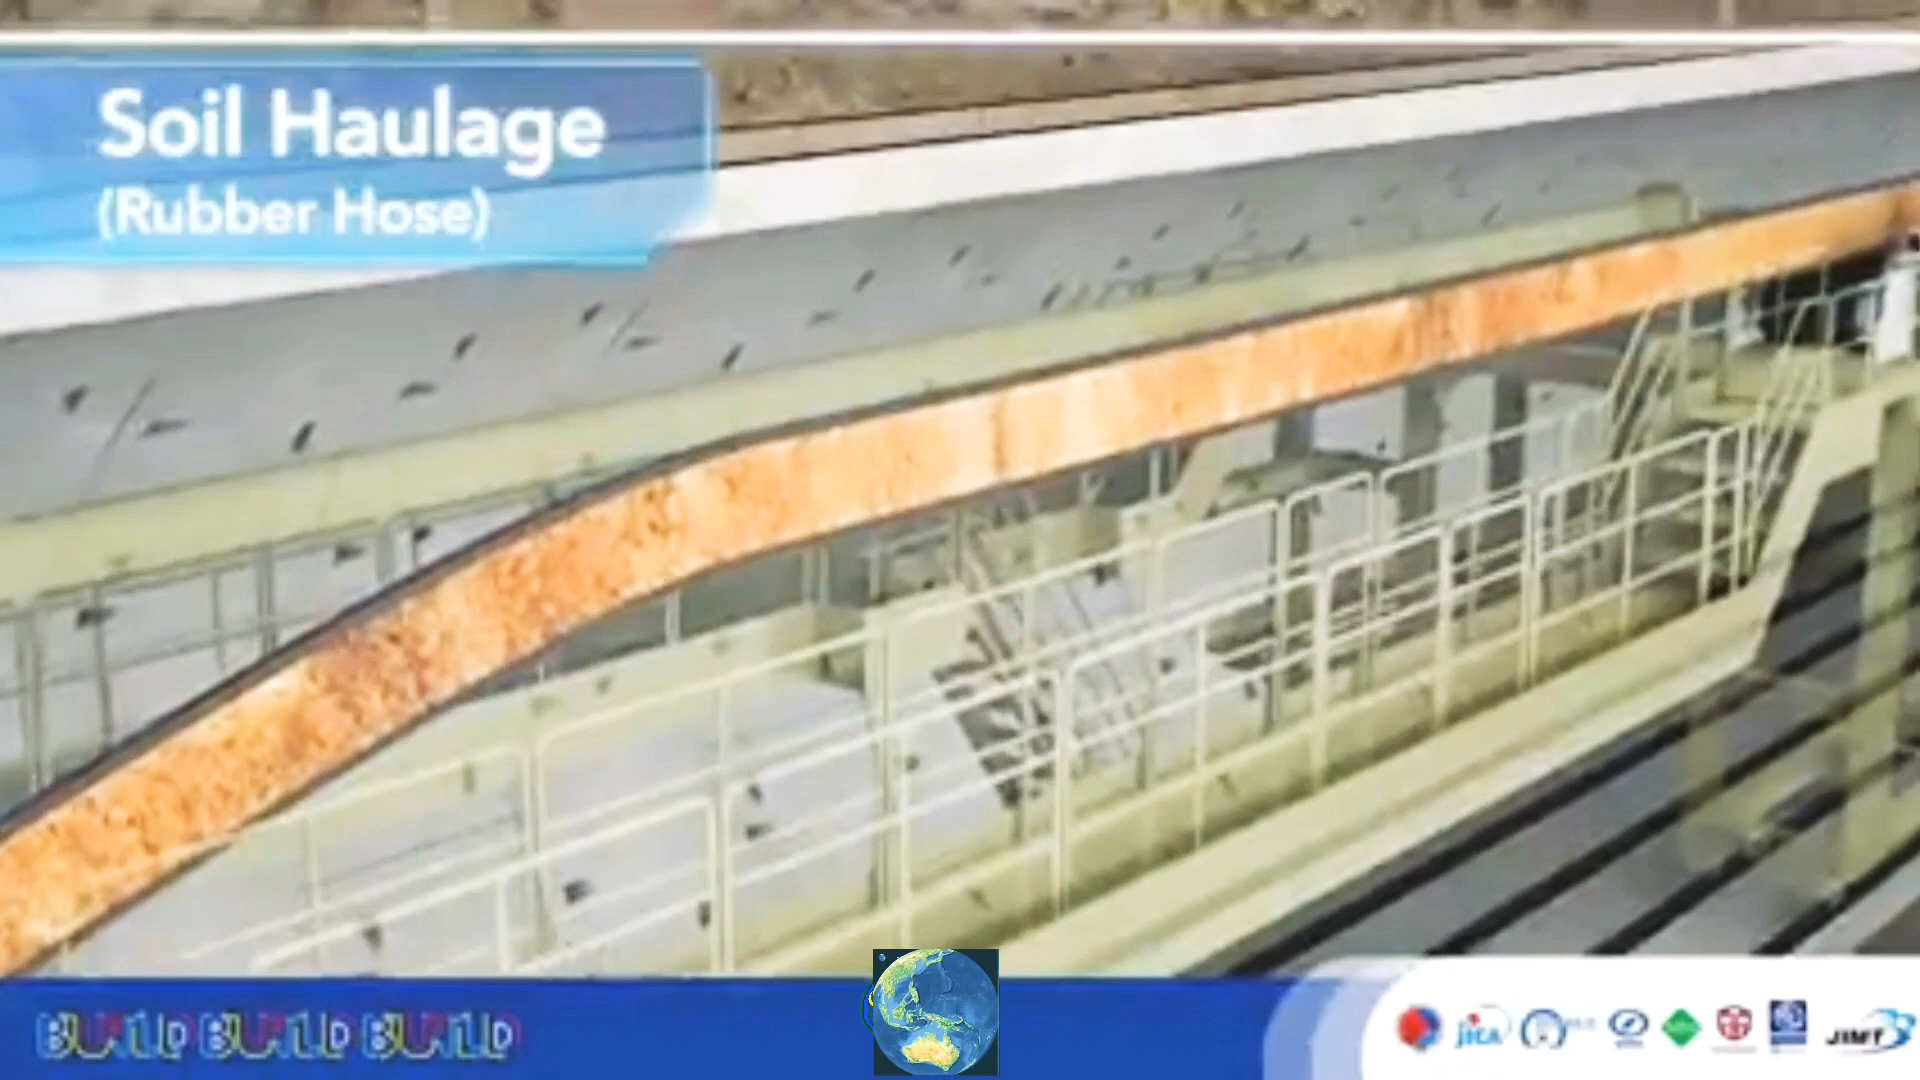 Soil Haulage
(Rubber Hose)
BUILD BUILD BUILD
JICA
JIMT